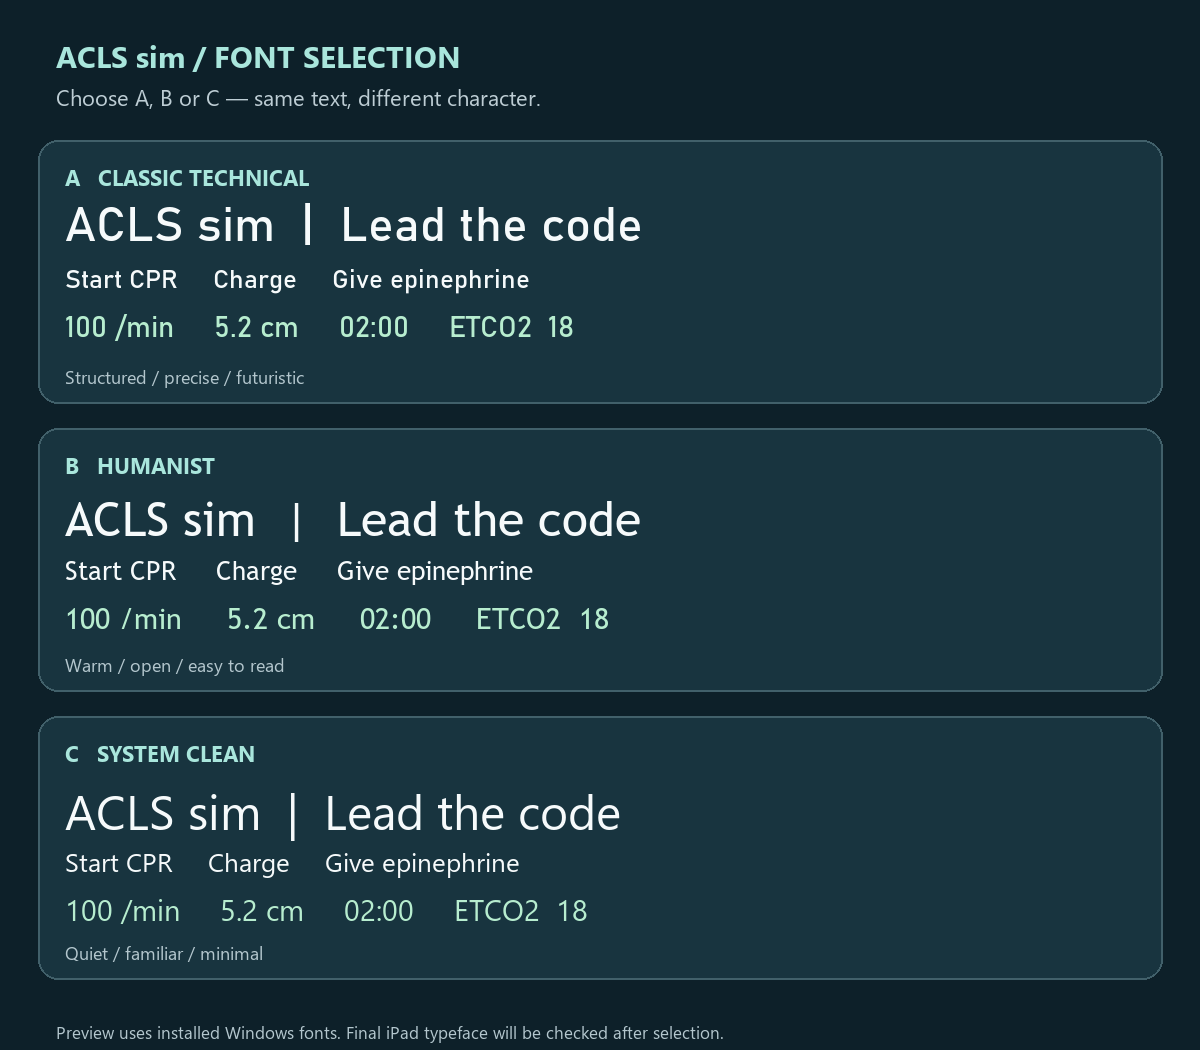 ACLS sim / FONT SELECTION
Choose A, B or C — same text, different character.
A CLASSIC TECHNICAL
ACLS sim | Lead the code
Start CPR Charge Give epinephrine
100 /min 5.2 cm 02:00 ETCO2 18
Structured / precise / futuristic
B HUMANIST
ACLS sim | Lead the code
Start CPR Charge Give epinephrine
100 /min 5.2 cm 02:00 ETCO2 18
Warm / open / easy to read
C SYSTEM CLEAN
ACLS sim | Lead the code
Start CPR Charge Give epinephrine
100 /min 5.2 cm 02:00 ETCO2 18
Quiet / familiar / minimal
Preview uses installed Windows fonts. Final iPad typeface will be checked after selection.